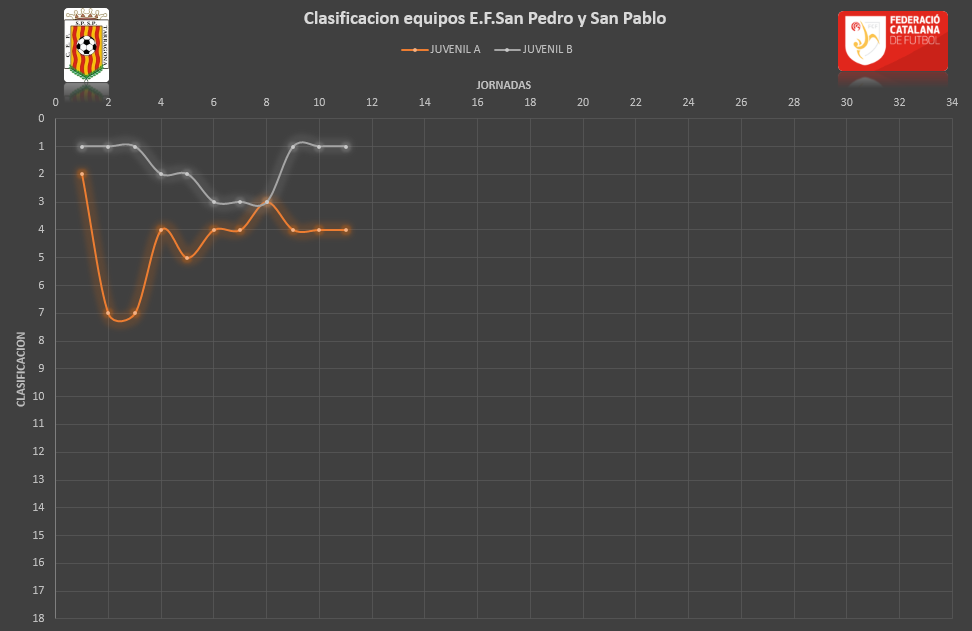 Clasificacion equipos E.F.San Pedro y San Pablo
JUVENIL A
JUVENIL B
S.P.S.P.
C.E.F.
TARRAGONA
FEDERACIÓ
CATALANA
DE FUTBOL
JORNADAS
0 2 4 6 8 10 12 14 16 18 20 22 24 26 28 30 32 34
CLASIFICACION
0
1
2
3
4
5
6
7
8
9
10
11
12
13
14
15
16
17
18